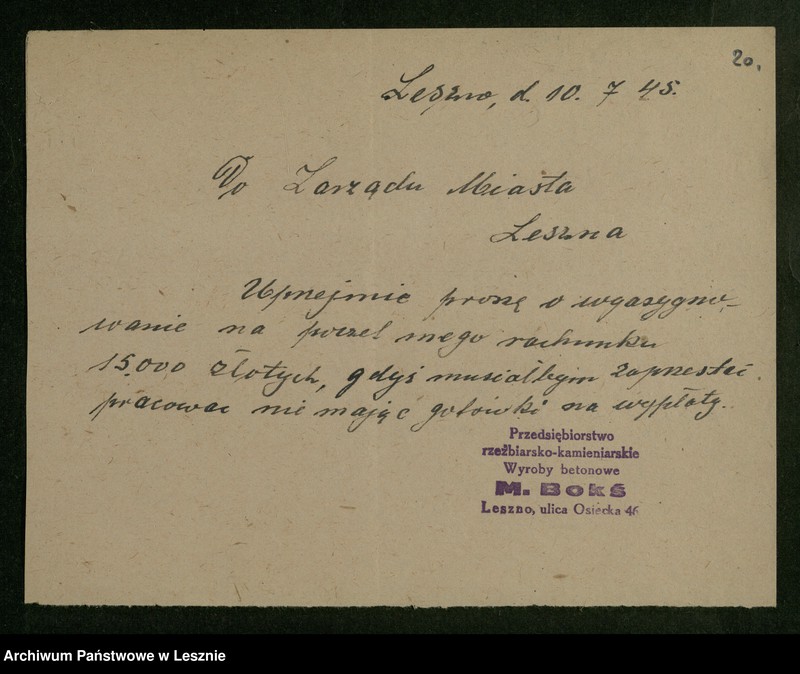 20.
Leszno, d. 10. 7 45.
Do Zarządu Miasta
Leszna
Uprzejmie proszę o wyasygno-
wanie na poczet mego rachunku
15.000 złotych, gdyś musiałbym zaprzestać
pracować nie mając gotówki na wypłaty.
Przedsiębiorstwo
rzeźbiarsko-kamieniarskie
Wyroby betonowe
M. Bokś
Leszno, ulica Osiecka 46
Archiwum Państwowe w Lesznie